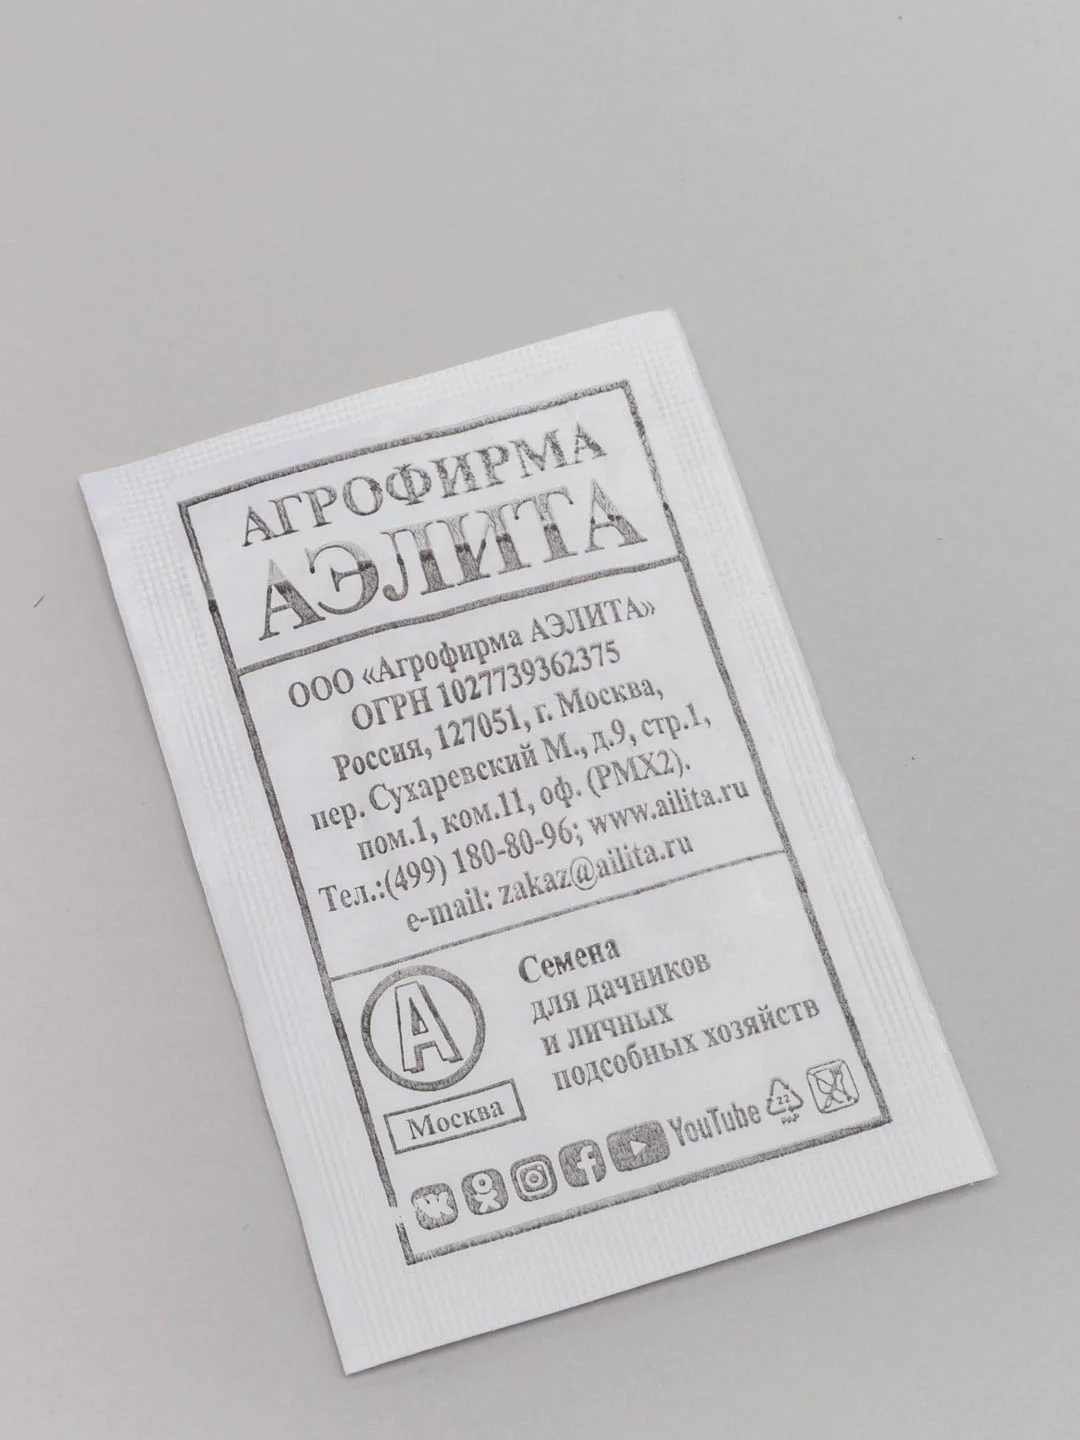 АГРОФИРМА
АЭЛИТА
ООО «Агрофирма АЭЛИТА»
ОГРН 1027739362375
Россия, 127051, г. Москва,
пер. Сухаревский М., д.9, стр.1,
пом.1, ком.11, оф. (РМХ2).
Тел.:(499) 180-80-96; www.ailita.ru
e-mail: zakaz@ailita.ru
А
Москва
Семена
для дачников
и личных
подсобных хозяйств
YouTube
22
PAP